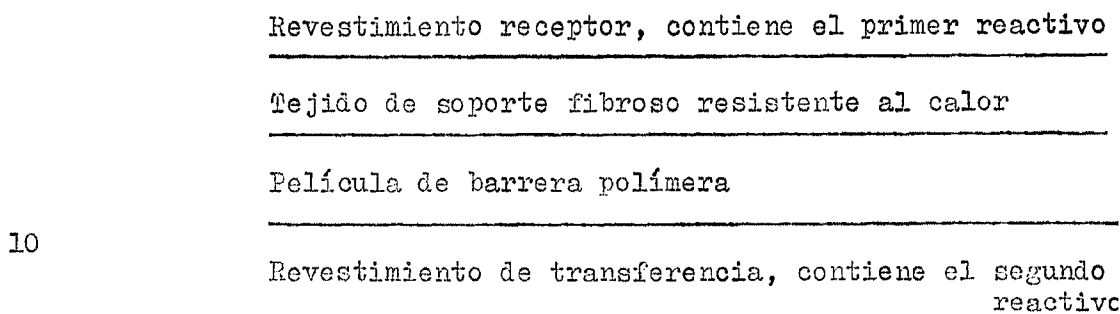 Revestimiento receptor, contiene el primer reactivo
Tejido de soporte fibroso resistente al calor
Película de barrera polímera
10
Revestimiento de transferencia, contiene el segundo
reactivo